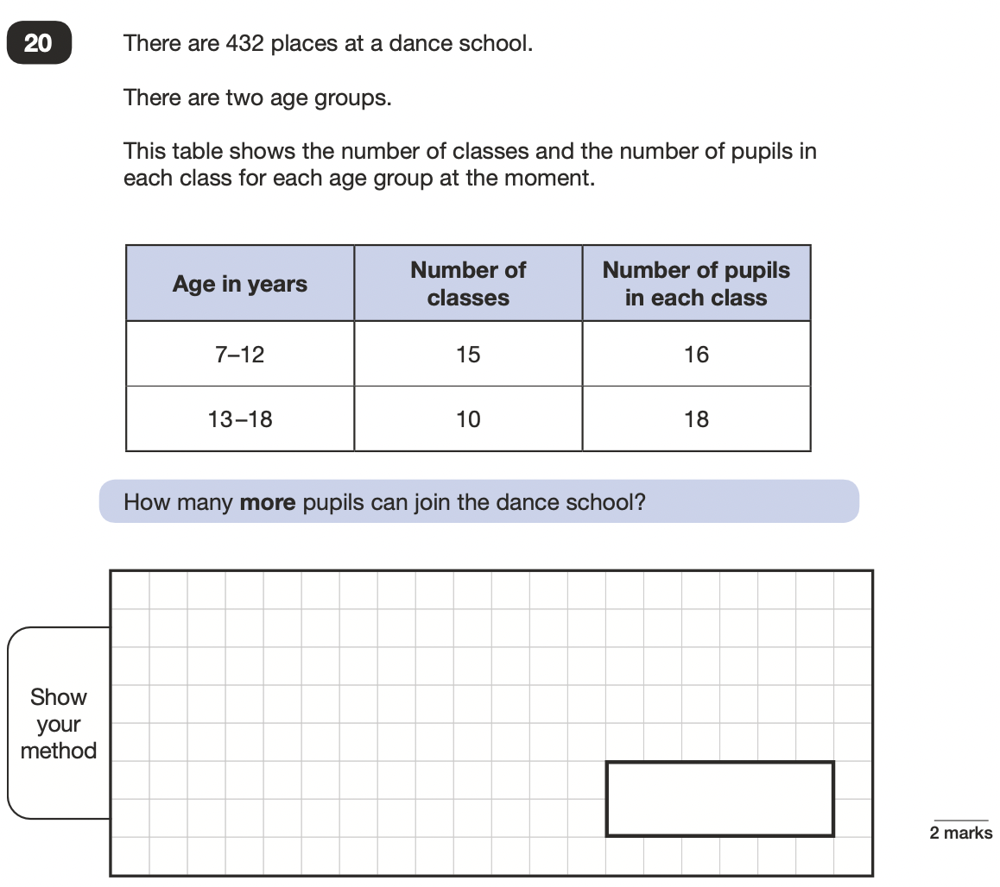 20
There are 432 places at a dance school.
There are two age groups.
This table shows the number of classes and the number of pupils in
each class for each age group at the moment.
Age in years
Number of
classes
Number of pupils
in each class
7–12
15
16
13–18
10
18
How many more pupils can join the dance school?
Show
your
method
2 marks